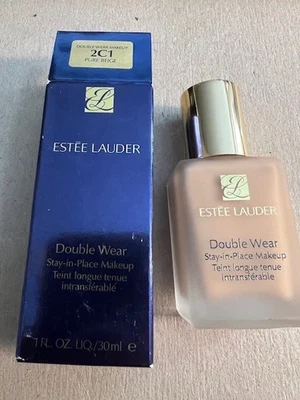 DOUBLE WEAR MAKEUP
2C1
PURE BEIGE
ESTĒE LAUDER
Double Wear
Stay-in-Place Makeup
Teint longue tenue
intransférable
1 FL. OZ. LIQ./30ml e
ESTĒE LAUDER
Double Wear
Stay-in-Place Makeup
Teint longue tenue
intransférable